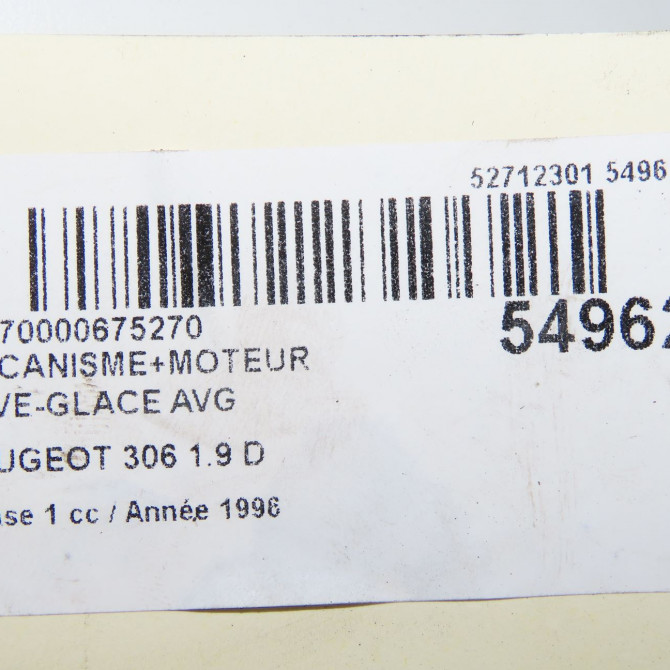 52712301 5496
70000675270
54962
CANISME+MOTEUR
VE-GLACE AVG
UGEOT 306 1.9 D
se 1 cc / Année 1996